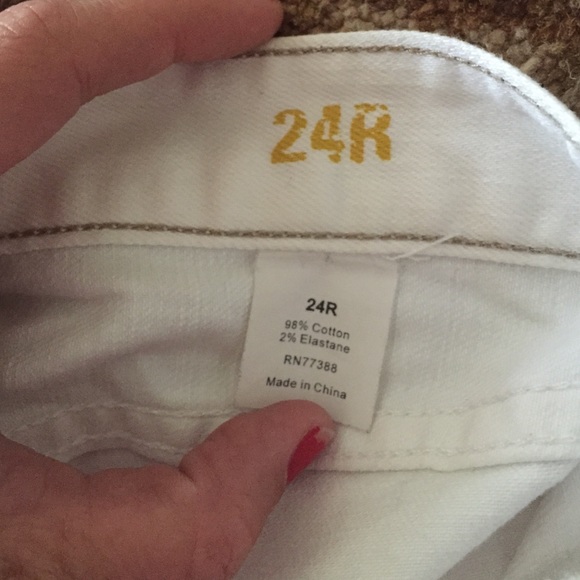 24R
24R
98% Cotton
2% Elastane
RN77388
Made in China